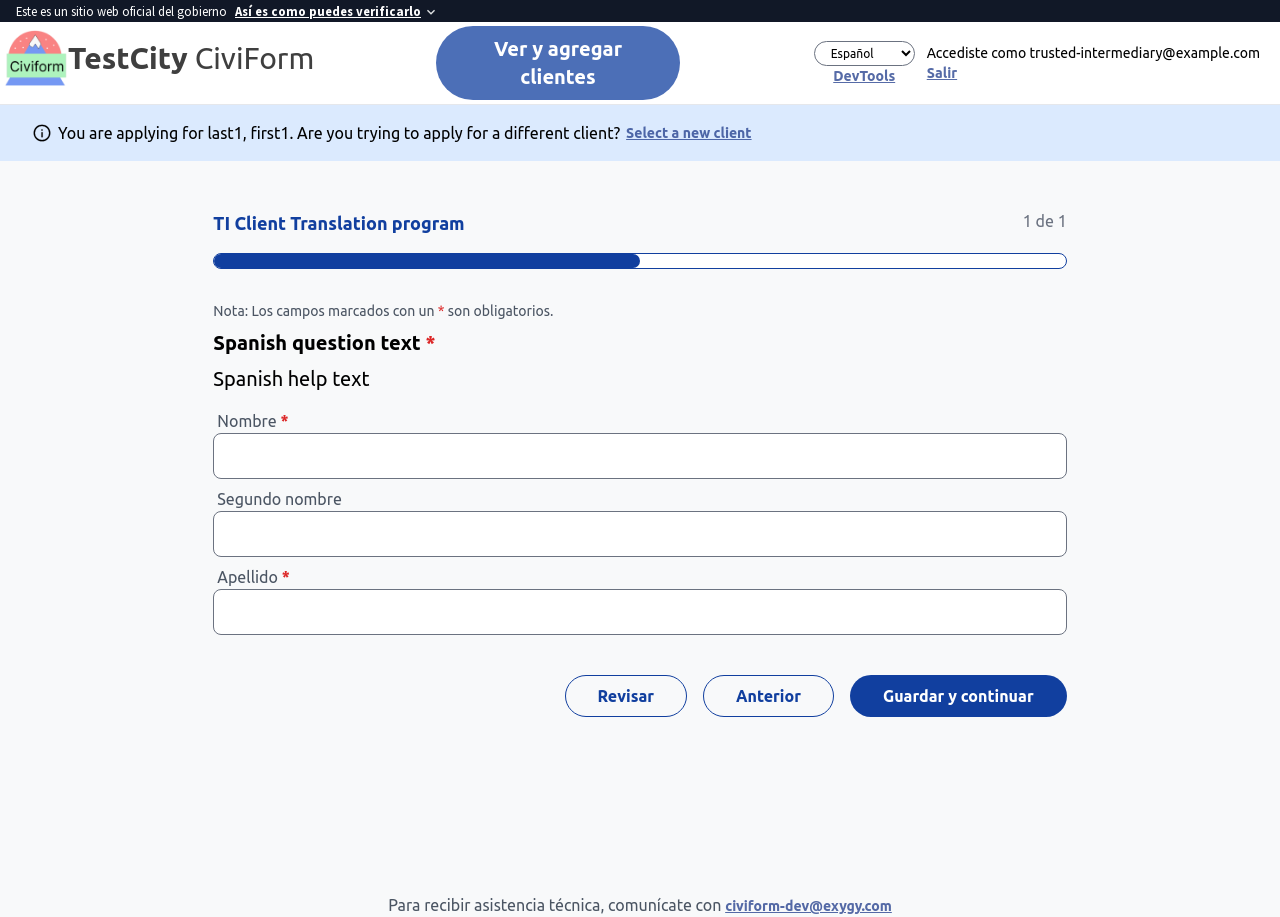 Este es un sitio web oficial del gobierno Así es como puedes verificarlo
Civiform
TestCity CiviForm
Ver y agregar
clientes
Español
DevTools
Accediste como trusted-intermediary@example.com
Salir
You are applying for last1, first1. Are you trying to apply for a different client? Select a new client
TI Client Translation program
1 de 1
Nota: Los campos marcados con un * son obligatorios.
Spanish question text *
Spanish help text
Nombre *
Segundo nombre
Apellido *
Revisar
Anterior
Guardar y continuar
Para recibir asistencia técnica, comunícate con civiform-dev@exygy.com